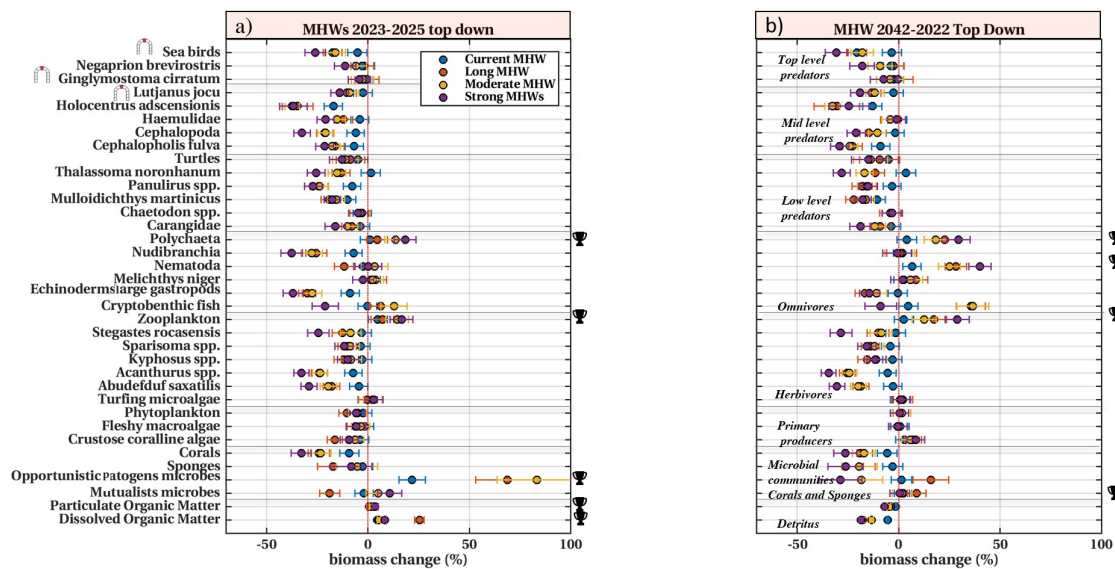 a)
MHWs 2023-2025 top down
Current MHW
Long MHW
Moderate MHW
Strong MHWs
Sea birds
Negaprion brevirostris
Ginglymostoma cirratum
Lutjanus jocu
Holocentrus adscensionis
Haemulidae
Cephalopoda
Cephalopholis fulva
Turtles
Thalassoma noronhanum
Panulirus spp.
Mulloidichthys martinicus
Chaetodon spp.
Carangidae
Polychaeta
Nudibranchia
Nematoda
Melichthys niger
Echinodermslarge gastropods
Cryptobenthic fish
Zooplankton
Stegastes rocasensis
Sparisoma spp.
Kyphosus spp.
Acanthurus spp.
Abudefduf saxatilis
Turfing microalgae
Phytoplankton
Fleshy macroalgae
Crustose coralline algae
Corals
Sponges
Opportunistic patogens microbes
Mutualists microbes
Particulate Organic Matter
Dissolved Organic Matter
-50 0 50 100
biomass change (%)
b)
MHW 2042-2022 Top Down
Top level
predators
Mid level
predators
Low level
predators
Omnivores
Herbivores
Primary
producers
Microbial
communities
Corals and Sponges
Detritus
-50 0 50 100
biomass change (%)